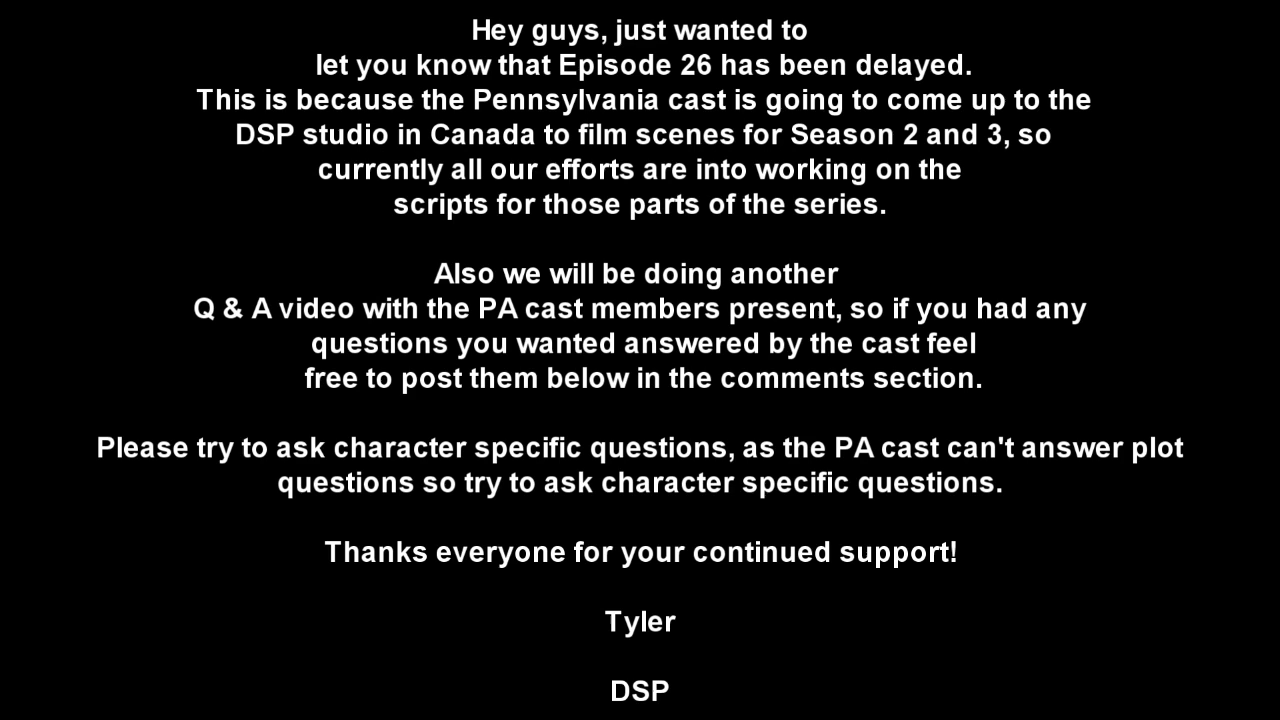 Hey guys, just wanted to
let you know that Episode 26 has been delayed.
This is because the Pennsylvania cast is going to come up to the
DSP studio in Canada to film scenes for Season 2 and 3, so
currently all our efforts are into working on the
scripts for those parts of the series.
Also we will be doing another
Q & A video with the PA cast members present, so if you had any
questions you wanted answered by the cast feel
free to post them below in the comments section.
Please try to ask character specific questions, as the PA cast can't answer plot
questions so try to ask character specific questions.
Thanks everyone for your continued support!
Tyler
DSP